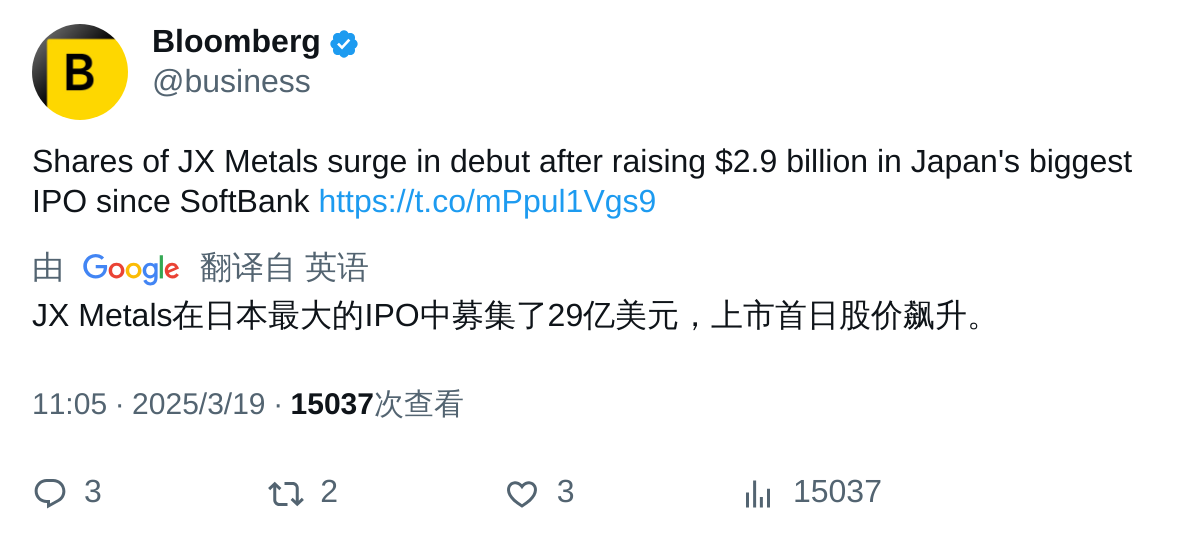 B
Bloomberg
@business
Shares of JX Metals surge in debut after raising $2.9 billion in Japan's biggest
IPO since SoftBank https://t.co/mPpul1Vgs9
由 Google 翻译自 英语
JX Metals在日本最大的IPO中募集了29亿美元，上市首日股价飙升。
11:05 · 2025/3/19 · 15037次查看
3 2 3 15037